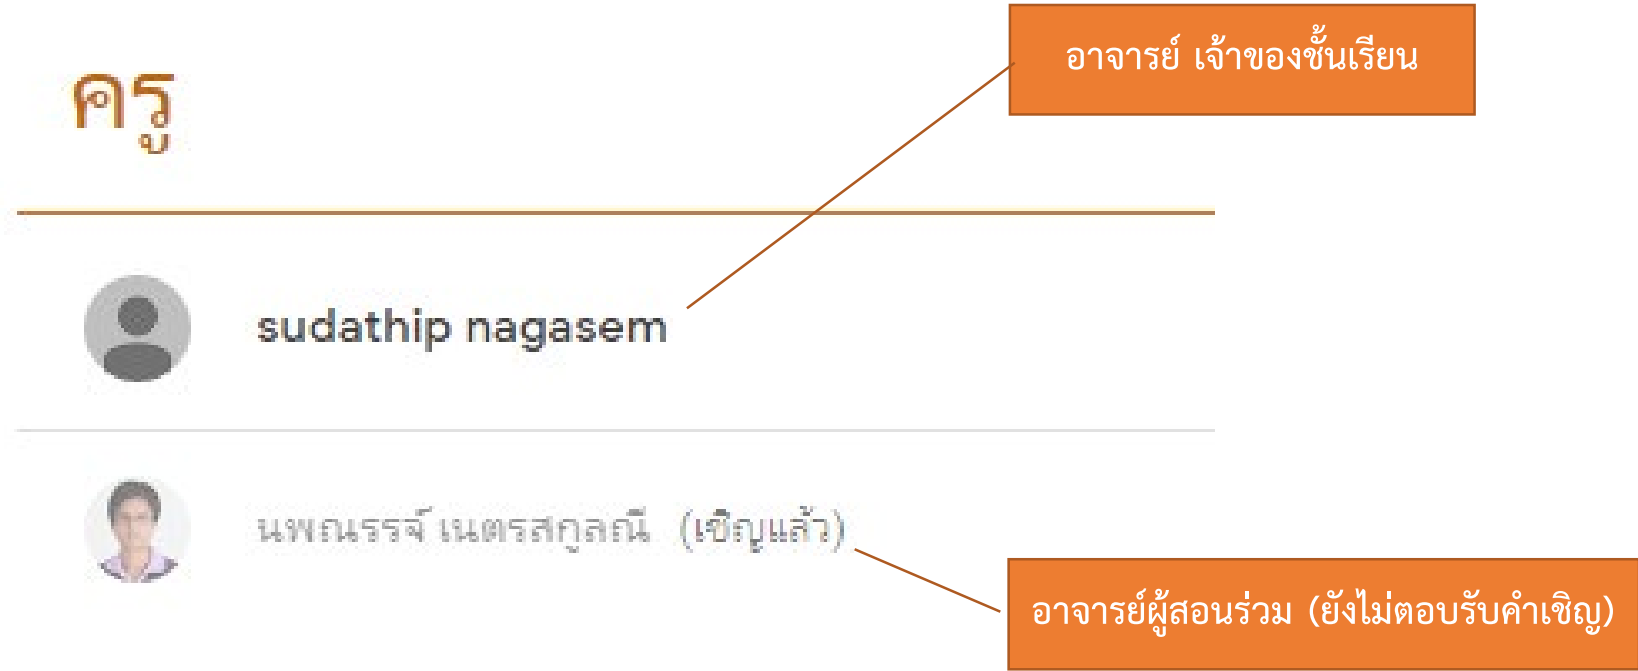 อาจารย์ เจ้าของชั้นเรียน
ครู
sudathip nagasem
นพณรรจ์ เนตรสกูลณี (เชิญแล้ว)
อาจารย์ผู้สอนร่วม (ยังไม่ตอบรับคำเชิญ)